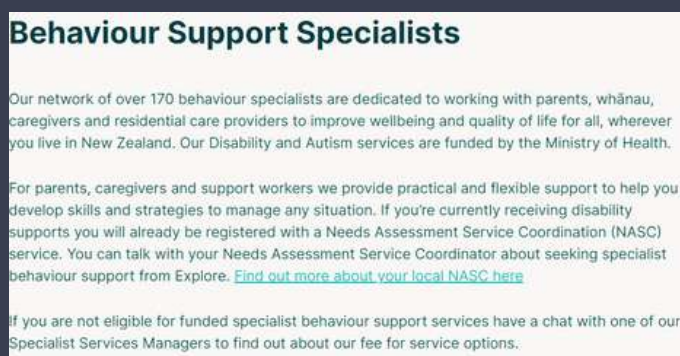 Behaviour Support Specialists
Our network of over 170 behaviour specialists are dedicated to working with parents, whānau,
caregivers and residential care providers to improve wellbeing and quality of life for all, wherever
you live in New Zealand. Our Disability and Autism services are funded by the Ministry of Health.
For parents, caregivers and support workers we provide practical and flexible support to help you
develop skills and strategies to manage any situation. If you're currently receiving disability
supports you will already be registered with a Needs Assessment Service Coordination (NASC)
service. You can talk with your Needs Assessment Service Coordinator about seeking specialist
behaviour support from Explore. Find out more about your local NASC here
If you are not eligible for funded specialist behaviour support services have a chat with one of our
Specialist Services Managers to find out about our fee for service options.